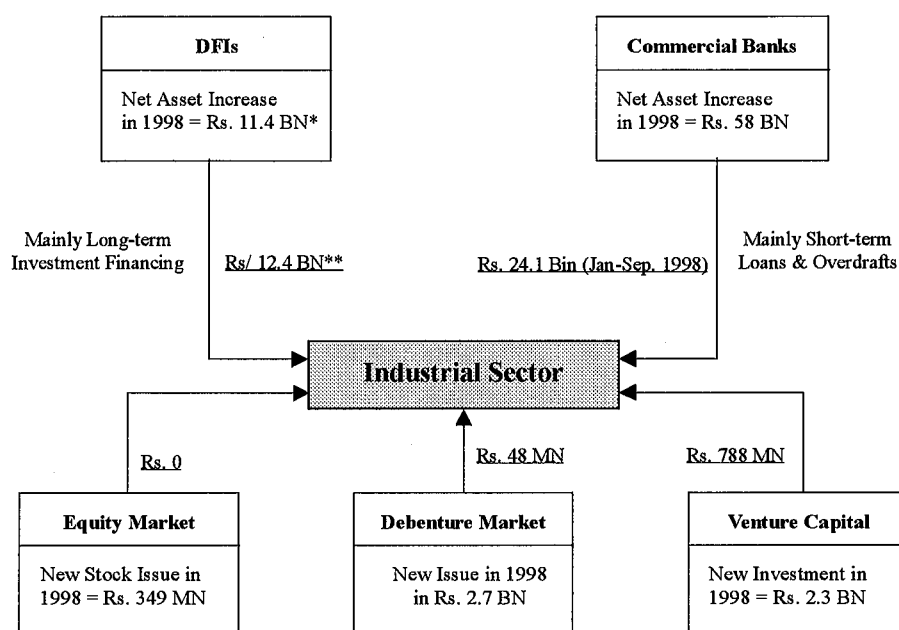 DFIs
Net Asset Increase
in 1998 = Rs. 11.4 BN*
Commercial Banks
Net Asset Increase
in 1998 = Rs. 58 BN
Mainly Long-term
Investment Financing
Rs/ 12.4 BN**
Rs. 24.1 Bin (Jan-Sep. 1998)
Mainly Short-term
Loans & Overdrafts
Industrial Sector
Rs. 0
Rs. 48 MN
Rs. 788 MN
Equity Market
New Stock Issue in
1998 = Rs. 349 MN
Debenture Market
New Issue in 1998
in Rs. 2.7 BN
Venture Capital
New Investment in
1998 = Rs. 2.3 BN